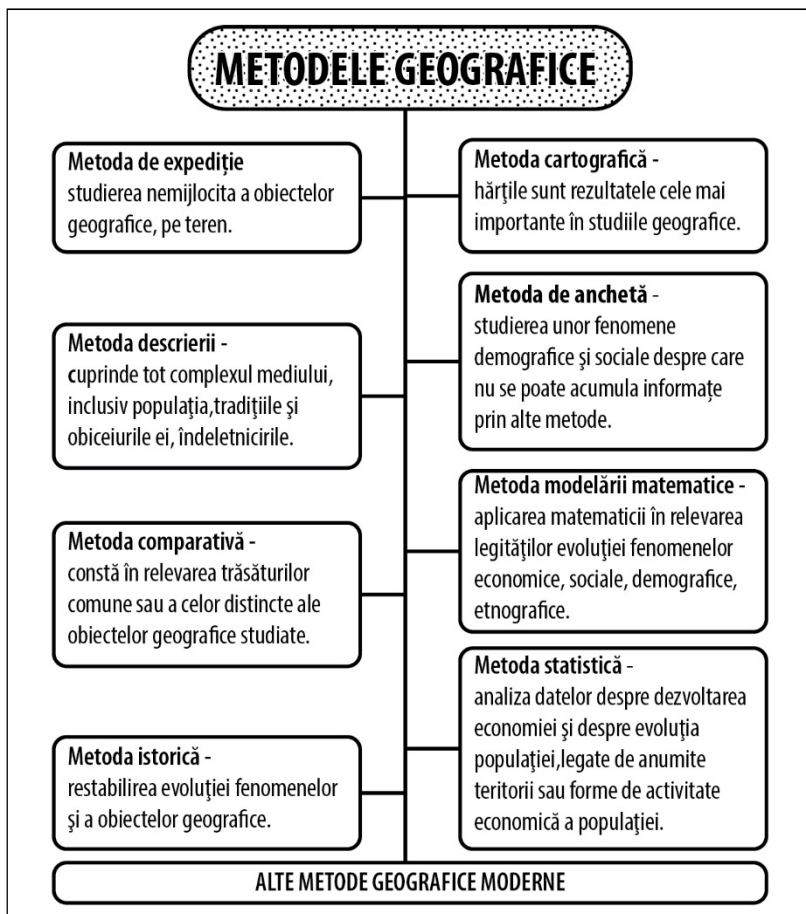 METODELE GEOGRAFICE
Metoda de expediție
studierea nemijlocita a obiectelor
geografice, pe teren.
Metoda descrierii -
cuprinde tot complexul mediului,
inclusiv populația,tradițiile și
obiceiurile ei, îndeletnicirile.
Metoda comparativă -
constă în relevarea trăsăturilor
comune sau a celor distincte ale
obiectelor geografice studiate.
Metoda istorică -
restabilirea evoluţiei fenomenelor
şi a obiectelor geografice.
Metoda cartografică -
hărțile sunt rezultatele cele mai
importante în studiile geografice.
Metoda de anchetă -
studierea unor fenomene
demografice şi sociale despre care
nu se poate acumula informațe
prin alte metode.
Metoda modelării matematice -
aplicarea matematicii în relevarea
legităţilor evoluţiei fenomenelor
economice, sociale, demografice,
etnografice.
Metoda statistică -
analiza datelor despre dezvoltarea
economiei şi despre evoluţia
populaţiei,legate de anumite
teritorii sau forme de activitate
economică a populaţiei.
ALTE METODE GEOGRAFICE MODERNE